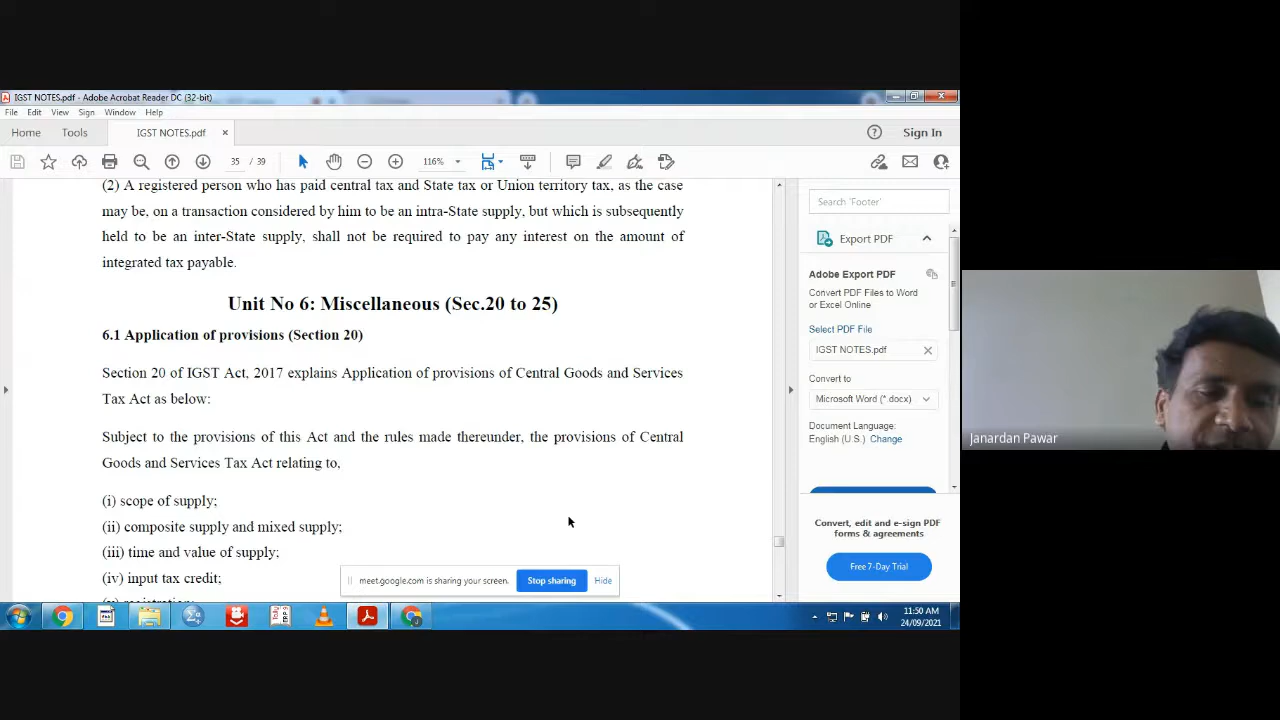 IGST NOTES.pdf - Adobe Acrobat Reader DC (32-bit)
File Edit View Sign Window Help
Home Tools IGST NOTES.pdf × Sign In
35 / 39 116%
(2) A registered person who has paid central tax and State tax or Union territory tax, as the case
may be, on a transaction considered by him to be an intra-State supply, but which is subsequently
held to be an inter-State supply, shall not be required to pay any interest on the amount of
integrated tax payable.
Unit No 6: Miscellaneous (Sec.20 to 25)
6.1 Application of provisions (Section 20)
Section 20 of IGST Act, 2017 explains Application of provisions of Central Goods and Services
Tax Act as below:
Subject to the provisions of this Act and the rules made thereunder, the provisions of Central
Goods and Services Tax Act relating to,
(i) scope of supply;
(ii) composite supply and mixed supply;
(iii) time and value of supply;
(iv) input tax credit;
(v) registration;
meet.google.com is sharing your screen. Stop sharing Hide
Search 'Footer'
Export PDF
Adobe Export PDF
Convert PDF Files to Word
or Excel Online
Select PDF File
IGST NOTES.pdf
Convert to
Microsoft Word (*.docx)
Document Language:
English (U.S.) Change
Convert, edit and e-sign PDF
forms & agreements
Free 7-Day Trial
Janardan Pawar
11:50 AM
24/09/2021